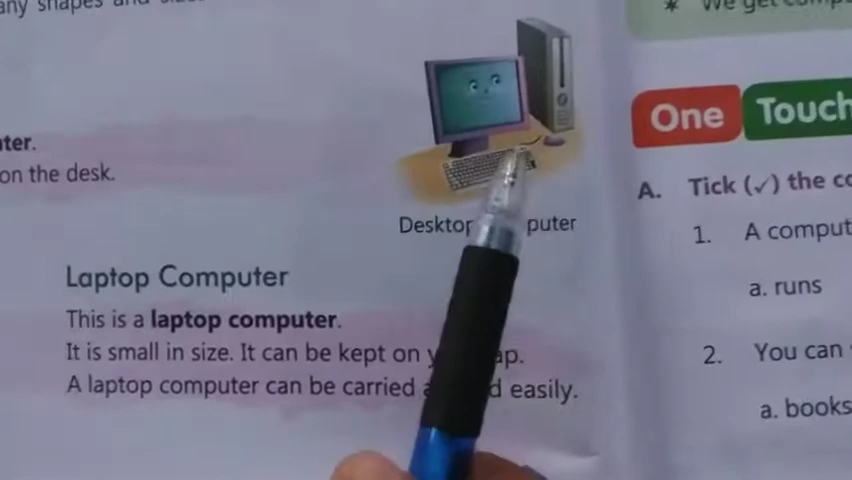 any shapes and
ter.
on the desk.
Desktop puter
Laptop Computer
This is a laptop computer.
It is small in size. It can be kept on
A laptop computer can be carried easily.
* We get
One Touch
A. Tick (✓) the
1. A comput
a. runs
2. You can
a. books